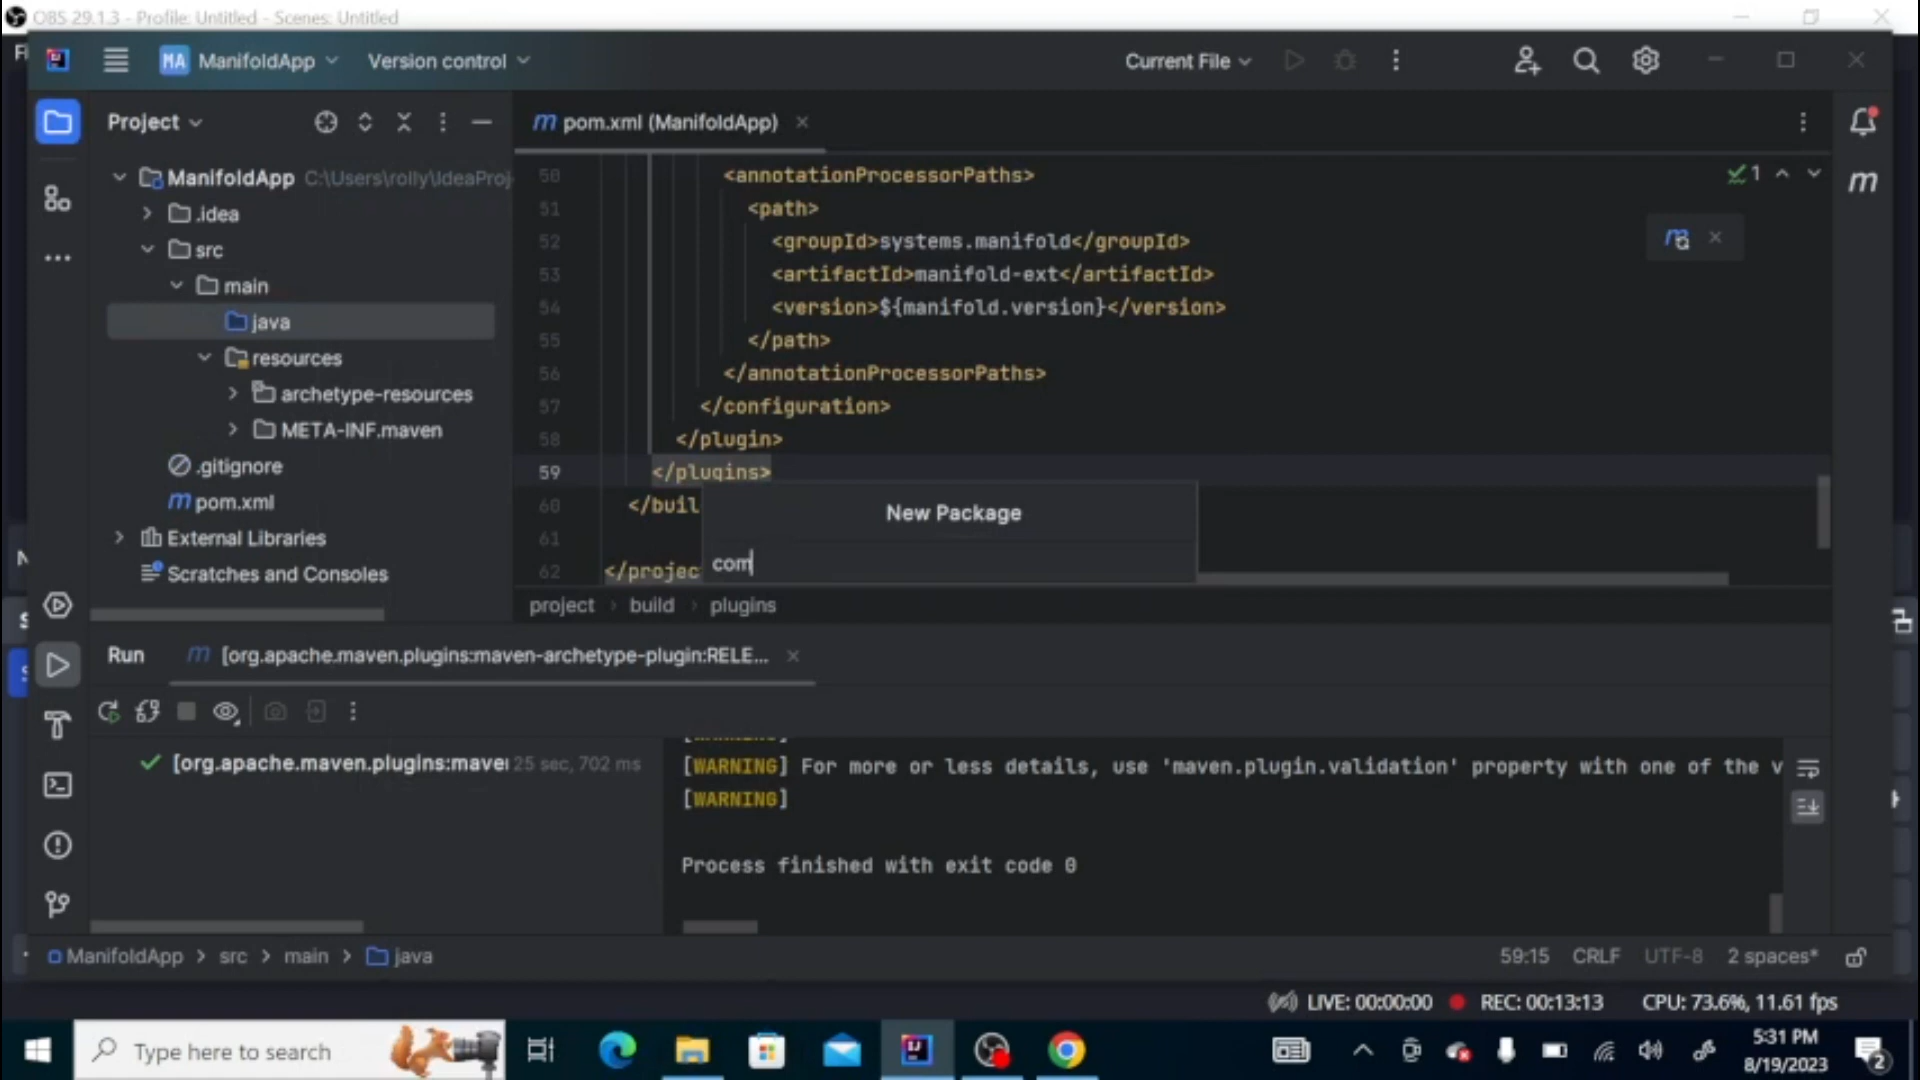 OBS 29.1.3 - Profile: Untitled - Scenes: Untitled
MA ManifoldApp Version control Current File
Project
pom.xml (ManifoldApp)
ManifoldApp C:\Users\rolly\IdeaProj
.idea
src
main
java
resources
archetype-resources
META-INF.maven
.gitignore
pom.xml
External Libraries
Scratches and Consoles
50 <annotationProcessorPaths>
51 <path>
52 <groupId>systems.manifold</groupId>
53 <artifactId>manifold-ext</artifactId>
54 <version>${manifold.version}</version>
55 </path>
56 </annotationProcessorPaths>
57 </configuration>
58 </plugin>
59 </plugins>
60 </buil
61
62 </projec
1
New Package
com
project › build › plugins
Run [org.apache.maven.plugins:maven-archetype-plugin:RELE...
[org.apache.maven.plugins:mave 25 sec, 702 ms
[WARNING] For more or less details, use 'maven.plugin.validation' property with one of the v
[WARNING]
Process finished with exit code 0
ManifoldApp > src > main > java
59:15 CRLF UTF-8 2 spaces*
LIVE: 00:00:00 REC: 00:13:13 CPU: 73.6%, 11.61 fps
Type here to search
5:31 PM
8/19/2023
2